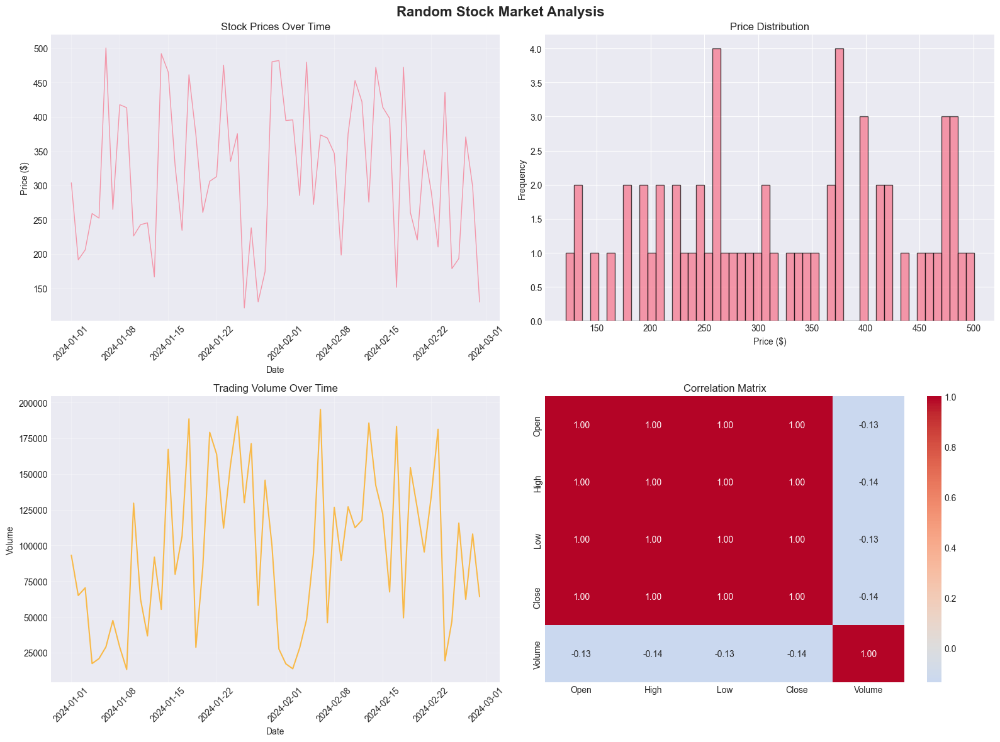 Random Stock Market Analysis
Stock Prices Over Time
500
450
400
350
300
250
200
150
Price ($)
2024-01-01
2024-01-08
2024-01-15
2024-01-22
2024-02-01
2024-02-08
2024-02-15
2024-02-22
2024-03-01
Date
Price Distribution
4.0
3.5
3.0
2.5
2.0
1.5
1.0
0.5
0.0
Frequency
150 200 250 300 350 400 450 500
Price ($)
Trading Volume Over Time
200000
175000
150000
125000
100000
75000
50000
25000
Volume
2024-01-01
2024-01-08
2024-01-15
2024-01-22
2024-02-01
2024-02-08
2024-02-15
2024-02-22
2024-03-01
Date
Correlation Matrix
Open 1.00 1.00 1.00 1.00 -0.13
High 1.00 1.00 1.00 1.00 -0.14
Low 1.00 1.00 1.00 1.00 -0.13
Close 1.00 1.00 1.00 1.00 -0.14
Volume -0.13 -0.14 -0.13 -0.14 1.00
Open High Low Close Volume
1.0
0.8
0.6
0.4
0.2
0.0